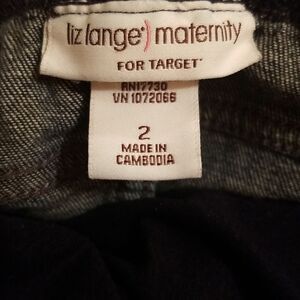 liz lange) maternity
FOR TARGET
RN17730
VN 1072066
2
MADE IN
CAMBODIA